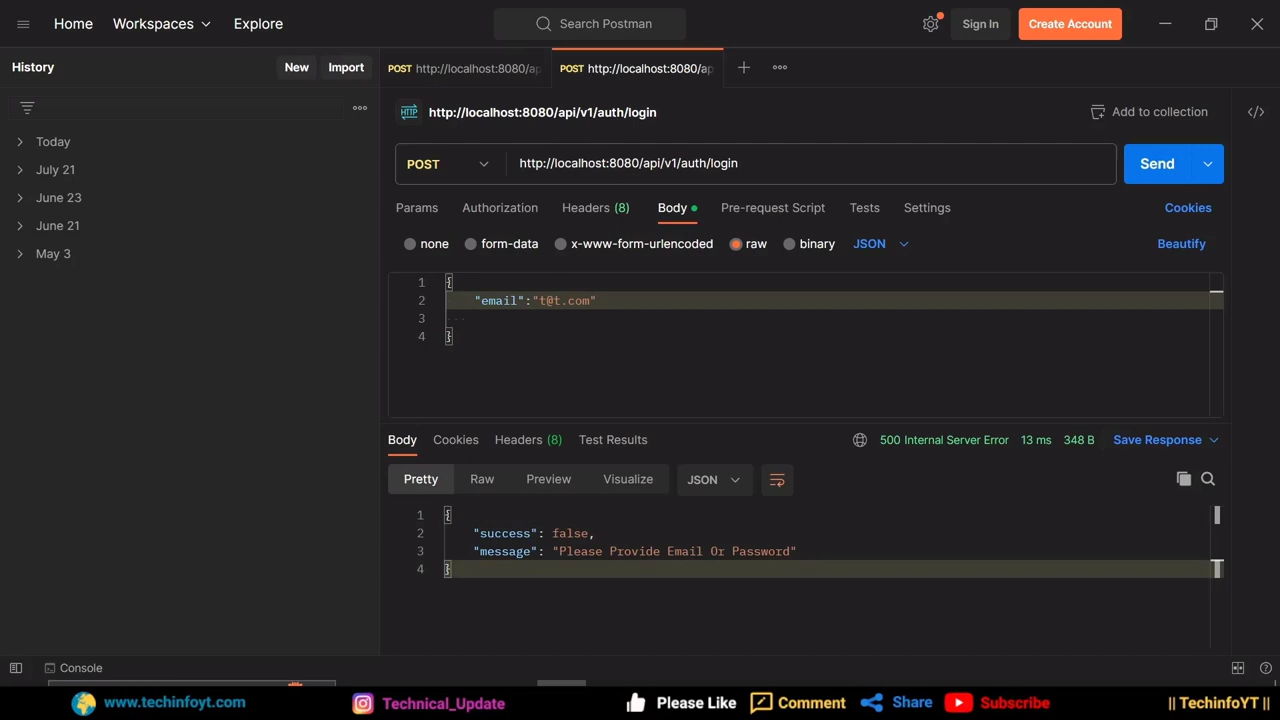 Home Workspaces Explore Search Postman Sign In Create Account
History New Import POST http://localhost:8080/ap POST http://localhost:8080/ap
http://localhost:8080/api/v1/auth/login Add to collection
Today
July 21
June 23
June 21
May 3
POST http://localhost:8080/api/v1/auth/login Send
Params Authorization Headers (8) Body Pre-request Script Tests Settings Cookies
none form-data x-www-form-urlencoded raw binary JSON Beautify
1 {
2 "email":"t@t.com"
3
4 }
Body Cookies Headers (8) Test Results 500 Internal Server Error 13 ms 348 B Save Response
Pretty Raw Preview Visualize JSON
1 {
2 "success": false,
3 "message": "Please Provide Email Or Password"
4 }
Console
www.techinfoyt.com Technical_Update Please Like Comment Share Subscribe || TechinfoYT ||